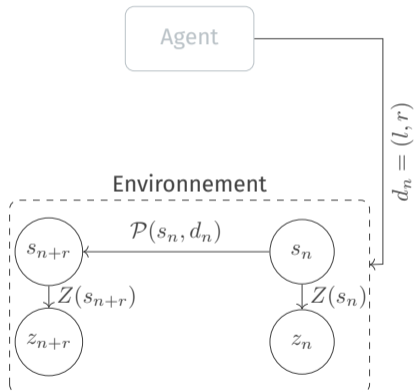 Agent
d_n = (l, r)
Environnement
s_{n+r}
P(s_n, d_n)
s_n
Z(s_{n+r})
Z(s_n)
z_{n+r}
z_n